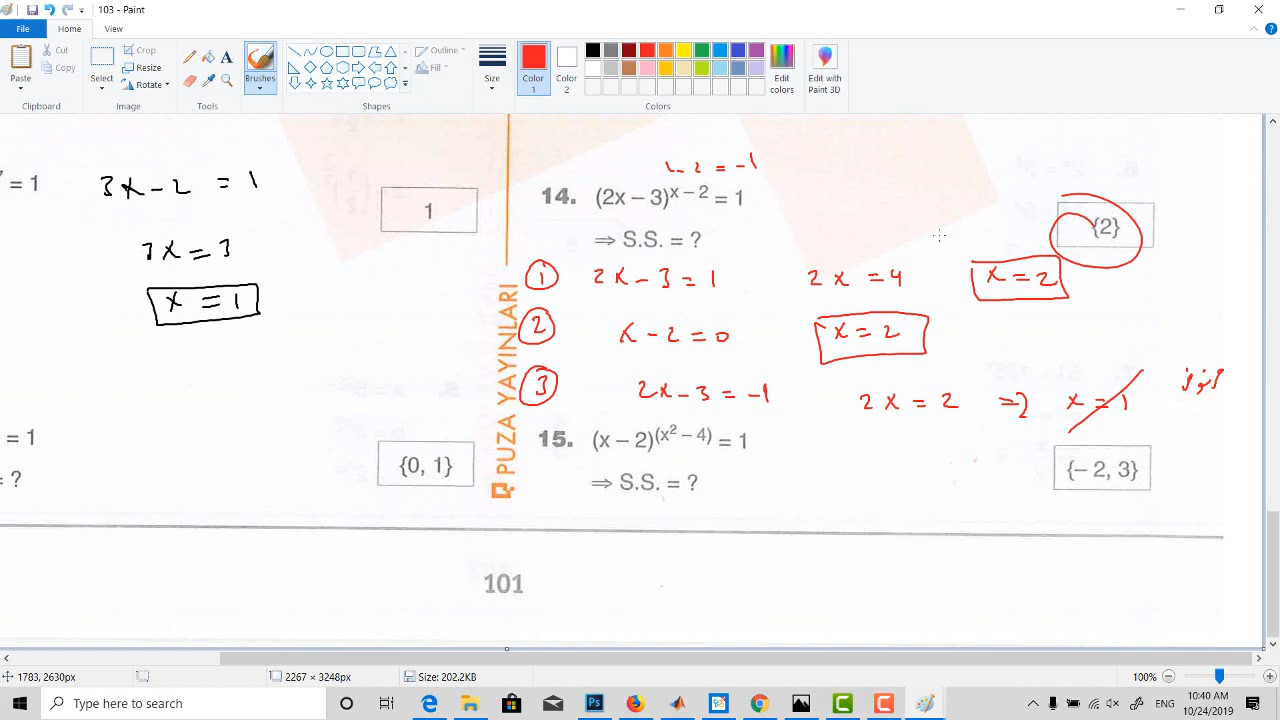 103 - Paint
File Home View
Paste Cut Copy Clipboard
Select Crop Resize Rotate Image
Tools
Brushes
Shapes Outline Fill
Size
Color 1 Color 2 Edit colors Colors
Edit with Paint 3D
= 1
3x - 2 = 1
3x = 3
x = 1
1
= 1
= ?
{0, 1}
PUZA YAYINLARI
1 - 2 = -1
14. (2x – 3)^(x – 2) = 1
⇒ S.S. = ?
{2}
① 2x - 3 = 1 2x = 4 x = 2
② x - 2 = 0 x = 2
③ 2x - 3 = -1 2x = 2 ⇒ x = 1
15. (x – 2)^(x² – 4) = 1
⇒ S.S. = ?
{– 2, 3}
101
1783, 2630px
2267 × 3248px
Size: 202.2KB
100%
Type here to search
ENG
10:40 AM
10/24/2019